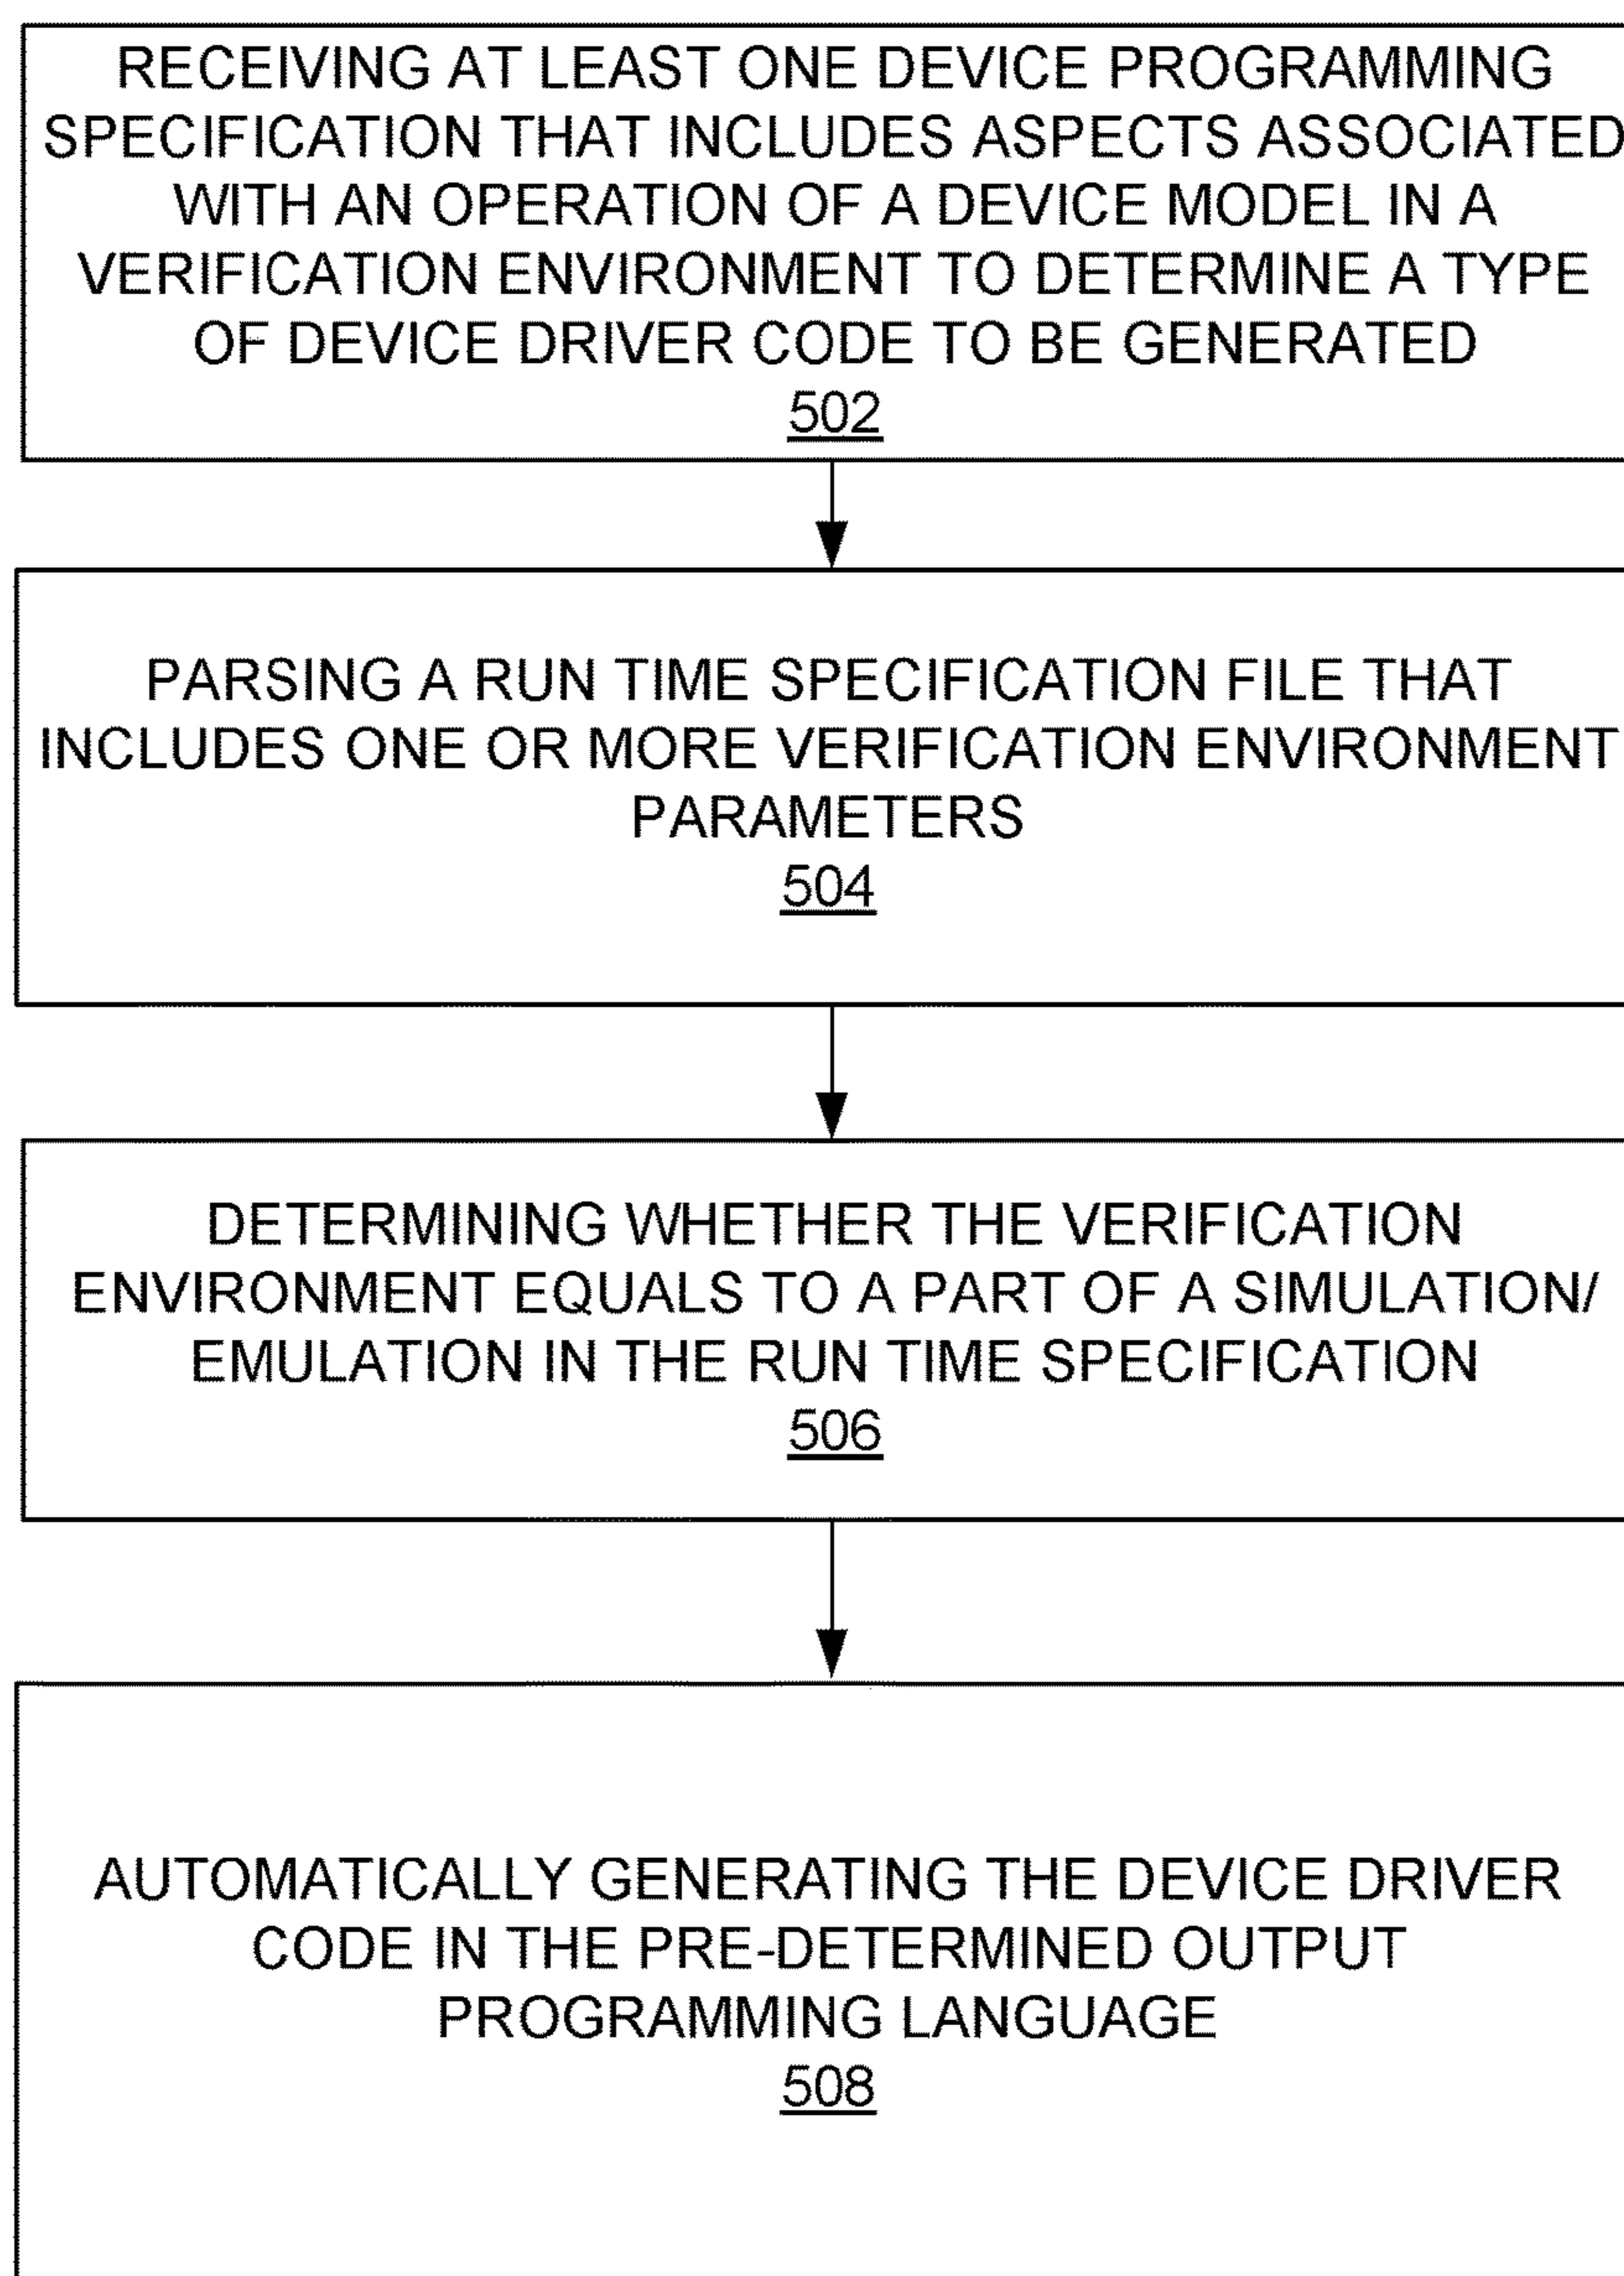 RECEIVING AT LEAST ONE DEVICE PROGRAMMING
SPECIFICATION THAT INCLUDES ASPECTS ASSOCIATED
WITH AN OPERATION OF A DEVICE MODEL IN A
VERIFICATION ENVIRONMENT TO DETERMINE A TYPE
OF DEVICE DRIVER CODE TO BE GENERATED
502
PARSING A RUN TIME SPECIFICATION FILE THAT
INCLUDES ONE OR MORE VERIFICATION ENVIRONMENT
PARAMETERS
504
DETERMINING WHETHER THE VERIFICATION
ENVIRONMENT EQUALS TO A PART OF A SIMULATION/
EMULATION IN THE RUN TIME SPECIFICATION
506
AUTOMATICALLY GENERATING THE DEVICE DRIVER
CODE IN THE PRE-DETERMINED OUTPUT
PROGRAMMING LANGUAGE
508